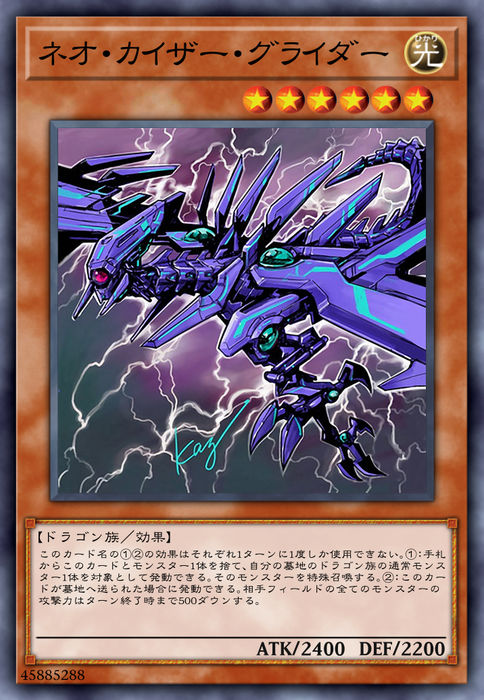 ネオ・カイザー・グライダー
ひかり
光
Kaz
【ドラゴン族／効果】
このカード名の①②の効果はそれぞれ1ターンに1度しか使用できない。①：手札
からこのカードとモンスター1体を捨て、自分の墓地のドラゴン族の通常モンス
ター1体を対象として発動できる。そのモンスターを特殊召喚する。②：このカー
ドが墓地へ送られた場合に発動できる。相手フィールドの全てのモンスターの
攻撃力はターン終了時まで500ダウンする。
ATK/2400 DEF/2200
45885288